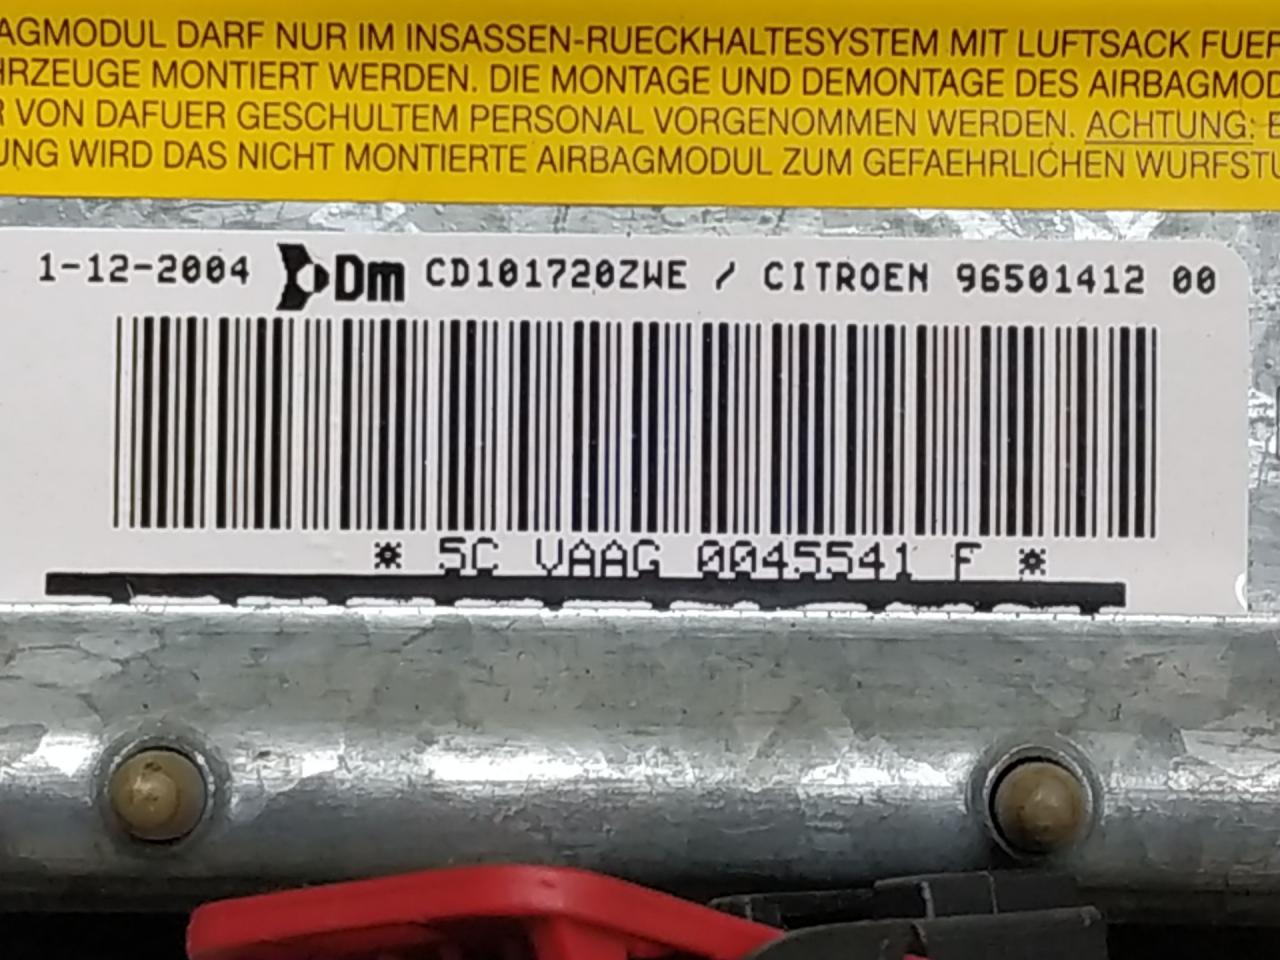 AGMODUL DARF NUR IM INSASSEN-RUECKHALTESYSTEM MIT LUFTSACK FUER
HRZEUGE MONTIERT WERDEN. DIE MONTAGE UND DEMONTAGE DES AIRBAGMOD
R VON DAFUER GESCHULTEM PERSONAL VORGENOMMEN WERDEN. ACHTUNG: E
UNG WIRD DAS NICHT MONTIERTE AIRBAGMODUL ZUM GEFAEHRLICHEN WURFSTU
1-12-2004 Dm CD101720ZWE / CITROEN 96501412 00
* 5C VAAG 0045541 F *